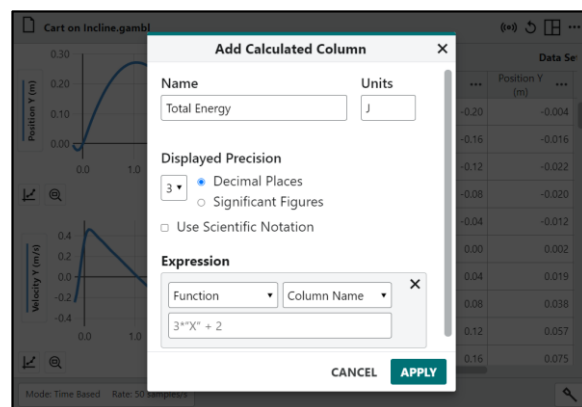 Cart on Incline.gambl
Add Calculated Column
Name
Units
Total Energy
J
Displayed Precision
3
Decimal Places
Significant Figures
Use Scientific Notation
Expression
Function
Column Name
3*"X" + 2
CANCEL
APPLY
Position Y (m)
0.30
0.20
0.10
0.00
0.0
1.0
Velocity Y (m/s)
0.4
0.2
0.0
-0.2
-0.4
0.0
1.0
Mode: Time Based Rate: 50 samples/s
Data Se
Position Y
(m)
-0.20 -0.004
-0.16 -0.016
-0.12 -0.022
-0.08 -0.020
-0.04 -0.012
0.00 0.002
0.04 0.019
0.08 0.038
0.12 0.057
0.16 0.075